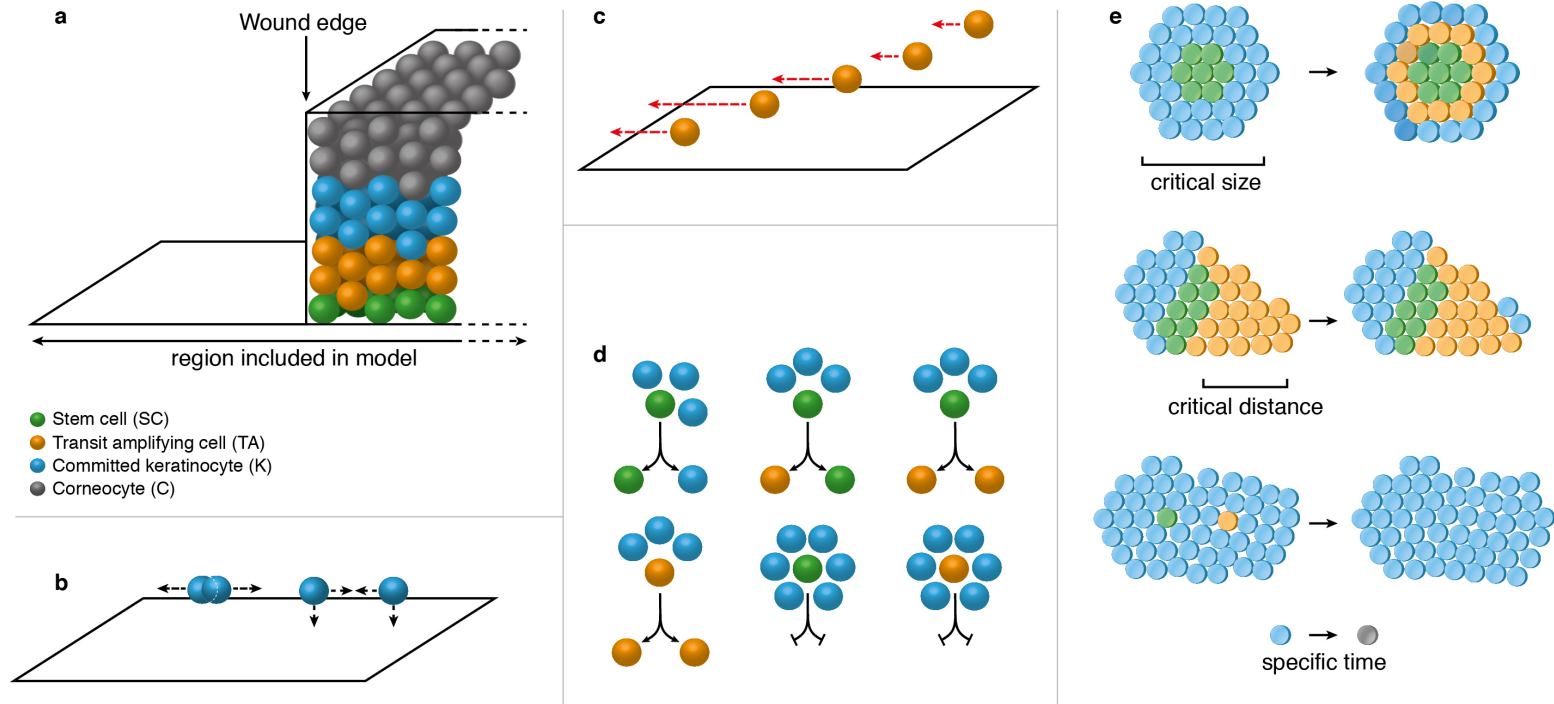 a
Wound edge
region included in model
Stem cell (SC)
Transit amplifying cell (TA)
Committed keratinocyte (K)
Corneocyte (C)
b
c
d
e
critical size
critical distance
specific time